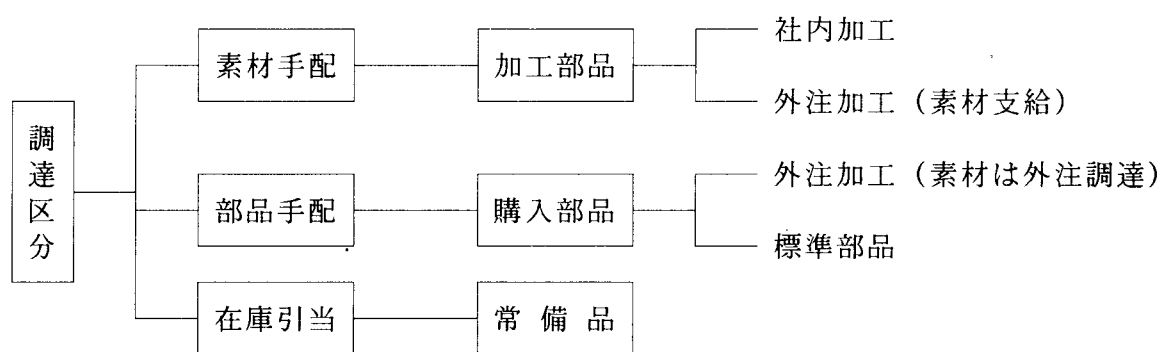 調達区分
素材手配
加工部品
社内加工
外注加工（素材支給）
部品手配
購入部品
外注加工（素材は外注調達）
標準部品
在庫引当
常備品